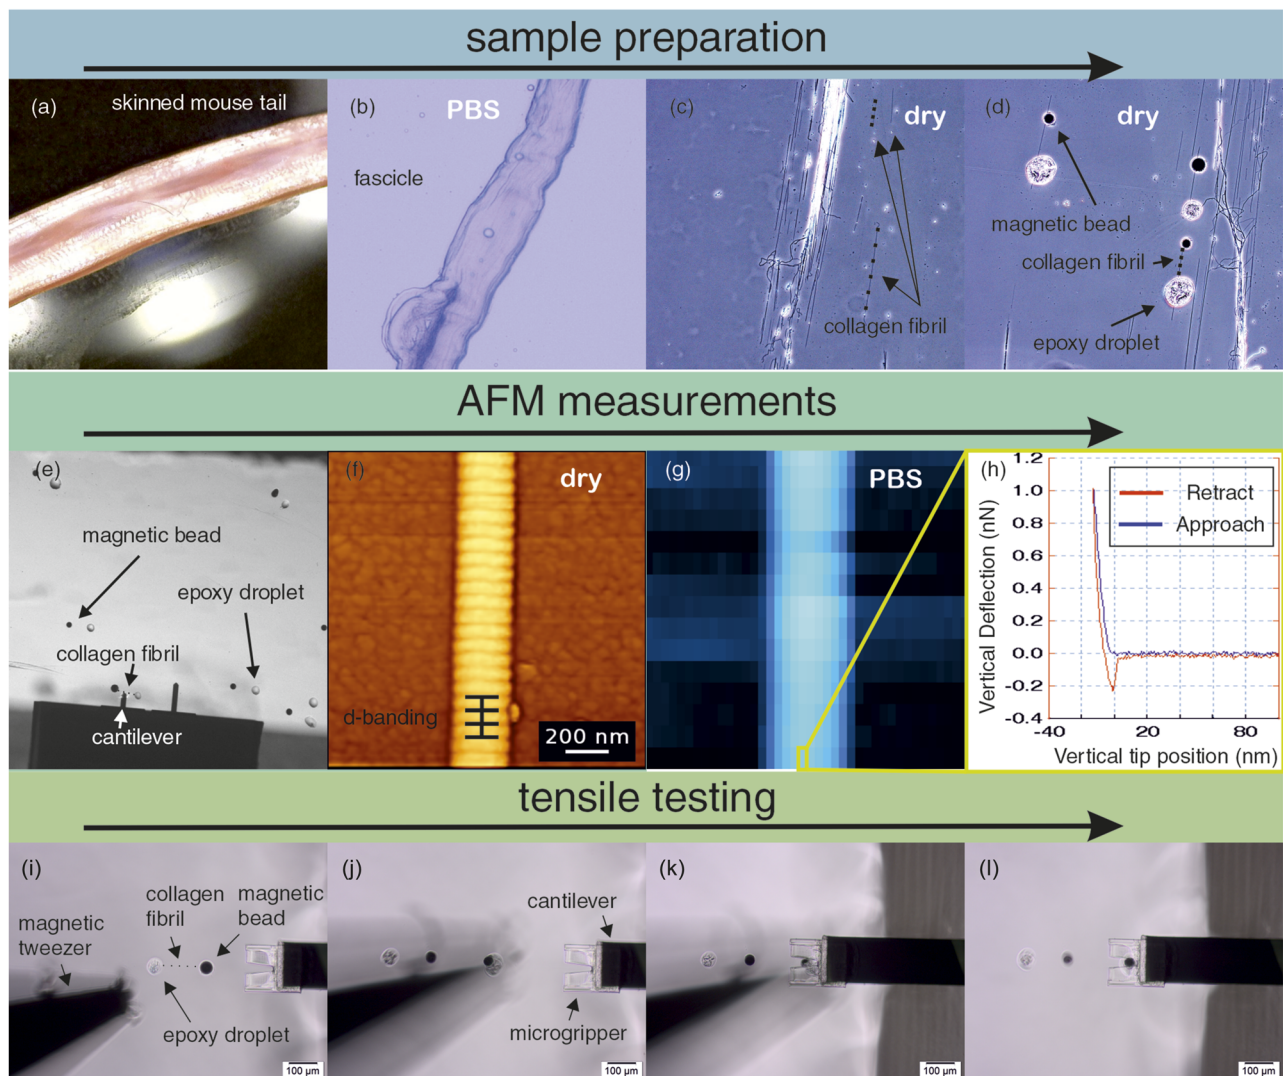 sample preparation
(a)
skinned mouse tail
(b)
PBS
fascicle
(c)
dry
collagen fibril
(d)
dry
magnetic bead
collagen fibril
epoxy droplet
AFM measurements
(e)
magnetic bead
epoxy droplet
collagen fibril
cantilever
(f)
dry
d-banding
200 nm
(g)
PBS
(h)
Retract
Approach
Vertical Deflection (nN)
1.2
1.0
0.8
0.6
0.4
0.2
0.0
-0.2
-0.4
-40
20
80
Vertical tip position (nm)
tensile testing
(i)
magnetic
tweezer
collagen
fibril
magnetic
bead
epoxy droplet
100 µm
(j)
cantilever
microgripper
100 µm
(k)
100 µm
(l)
100 µm